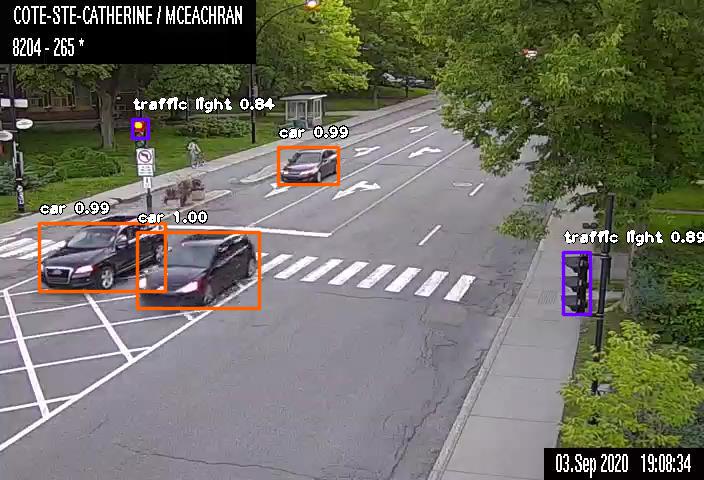 COTE-STE-CATHERINE / MCEACHRAN
8204 - 265 *
traffic light 0.84
car 0.99
car 0.99
car 1.00
traffic light 0.89
03.Sep 2020 19:08:34